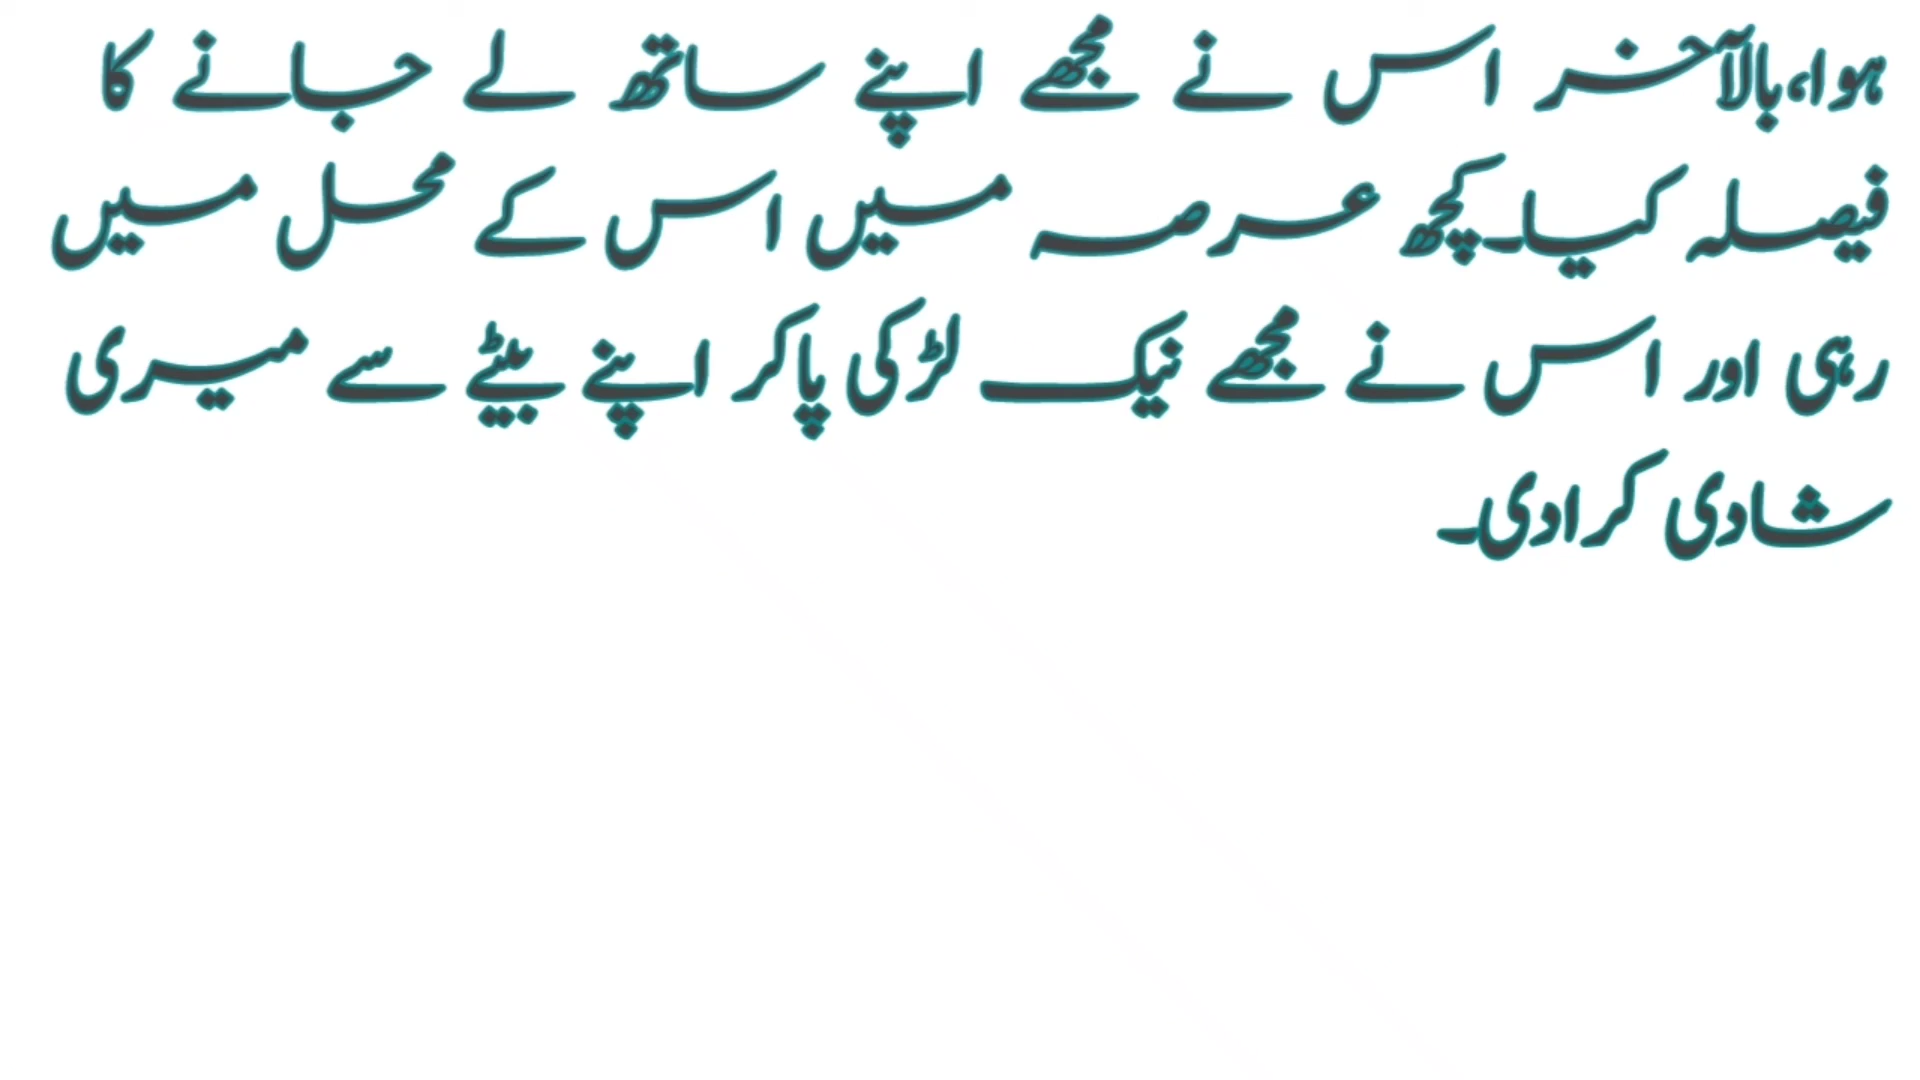 ہوا،بالآخر اس نے مجھے اپنے ساتھ لے جانے کا
فیصلہ کیا۔کچھ عرصہ میں اس کے محل میں
رہی اور اس نے مجھے نیک لڑکی پاکر اپنے بیٹے سے میری
شادی کرادی۔